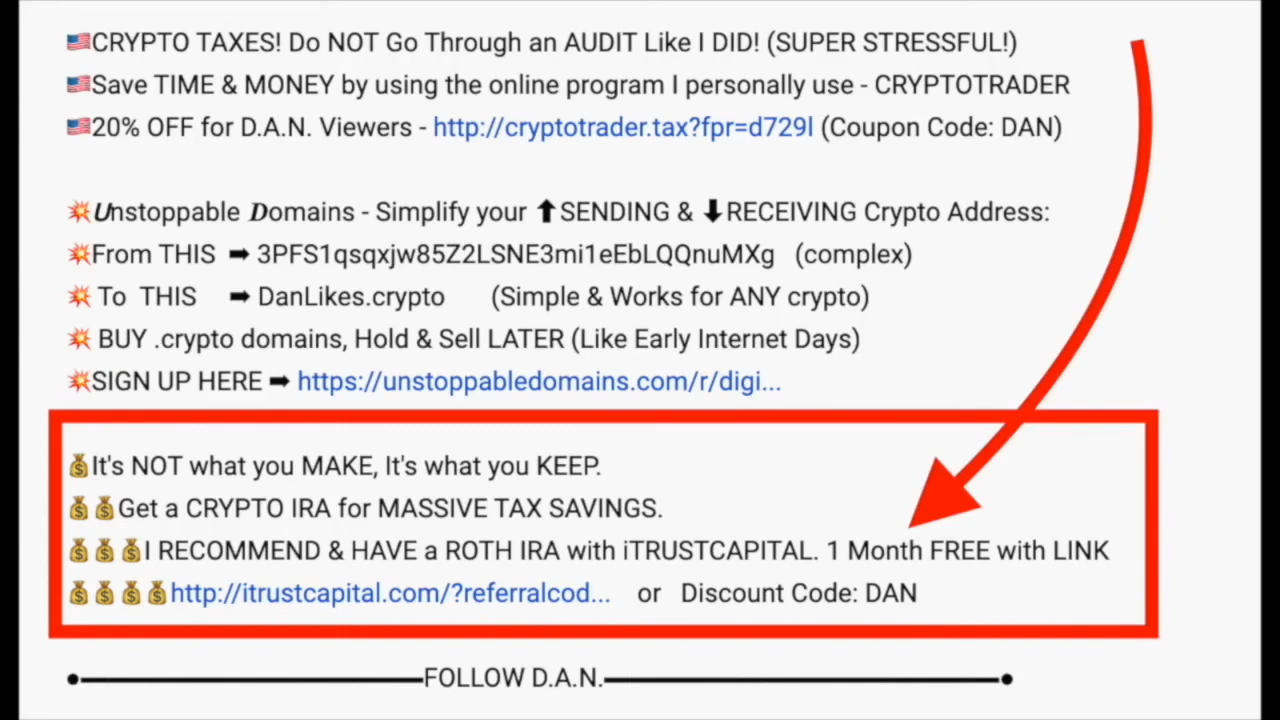 🇺🇸CRYPTO TAXES! Do NOT Go Through an AUDIT Like I DID! (SUPER STRESSFUL!)
🇺🇸Save TIME & MONEY by using the online program I personally use - CRYPTOTRADER
🇺🇸20% OFF for D.A.N. Viewers - http://cryptotrader.tax?fpr=d729l (Coupon Code: DAN)
💥𝑼nstoppable 𝑫omains - Simplify your ⬆SENDING & ⬇RECEIVING Crypto Address:
💥From THIS ➡ 3PFS1qsqxjw85Z2LSNE3mi1eEbLQQnuMXg (complex)
💥 To THIS ➡ DanLikes.crypto (Simple & Works for ANY crypto)
💥 BUY .crypto domains, Hold & Sell LATER (Like Early Internet Days)
💥SIGN UP HERE ➡ https://unstoppabledomains.com/r/digi...
💰It's NOT what you MAKE, It's what you KEEP.
💰💰Get a CRYPTO IRA for MASSIVE TAX SAVINGS.
💰💰💰I RECOMMEND & HAVE a ROTH IRA with iTRUSTCAPITAL. 1 Month FREE with LINK
💰💰💰💰http://itrustcapital.com/?referralcod... or Discount Code: DAN
FOLLOW D.A.N.